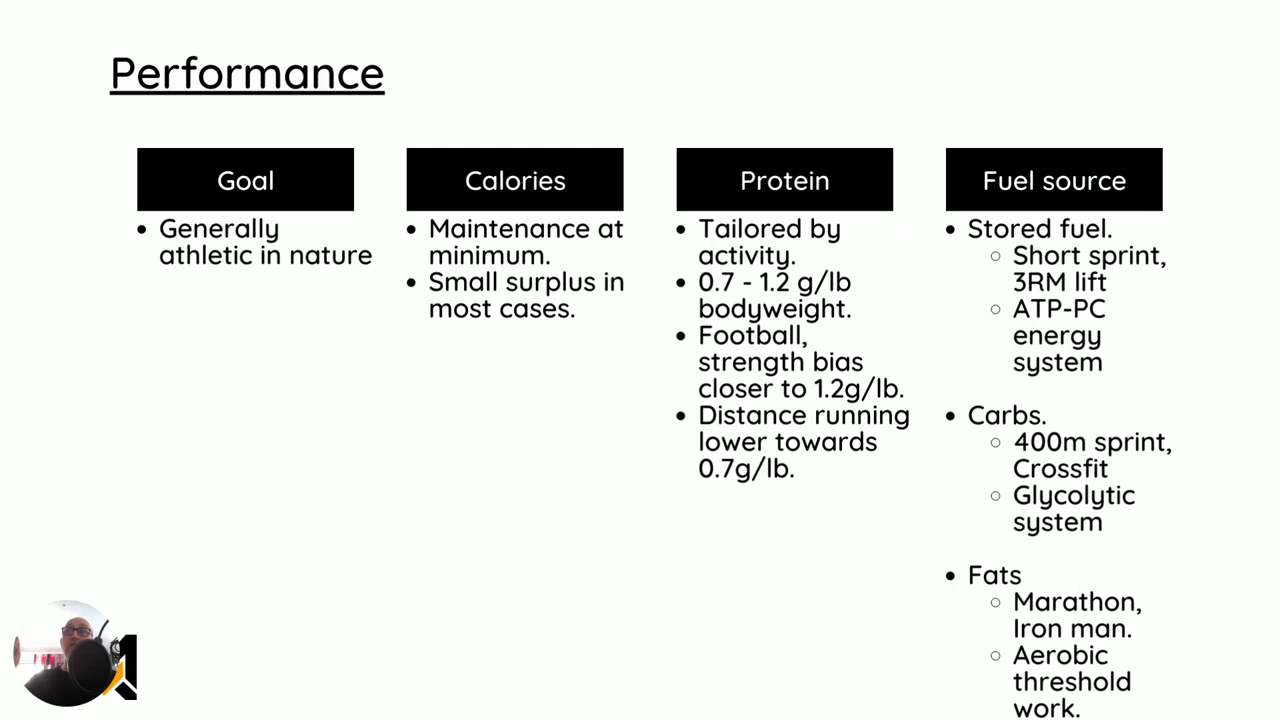 Performance
Goal
Generally
athletic in nature
Calories
Maintenance at
minimum.
Small surplus in
most cases.
Protein
Tailored by
activity.
0.7 - 1.2 g/lb
bodyweight.
Football,
strength bias
closer to 1.2g/lb.
Distance running
lower towards
0.7g/lb.
Fuel source
Stored fuel.
Short sprint,
3RM lift
ATP-PC
energy
system
Carbs.
400m sprint,
Crossfit
Glycolytic
system
Fats
Marathon,
Iron man.
Aerobic
threshold
work.